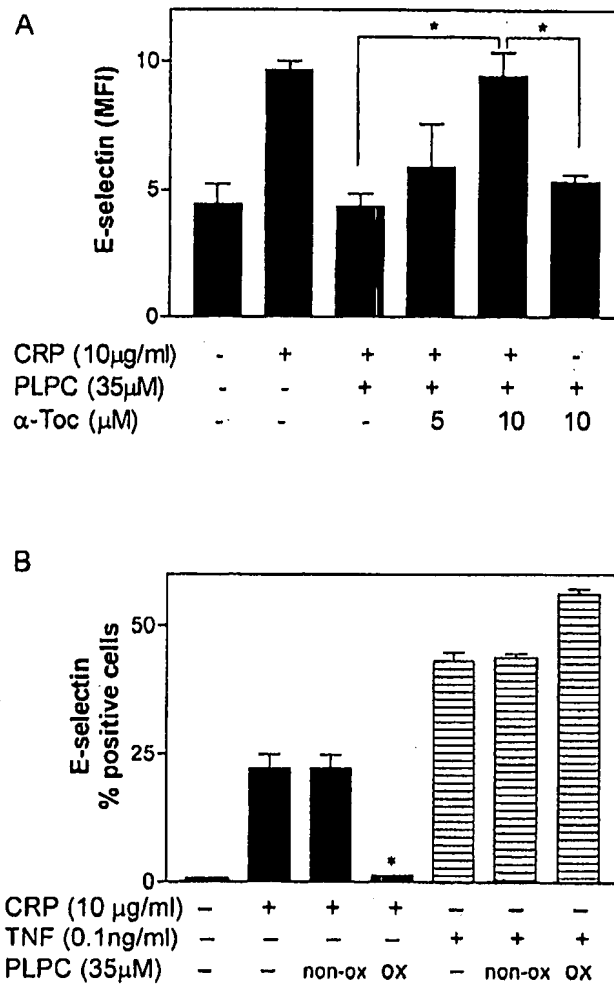 A
* *
10
5
0
E-selectin (MFI)
CRP (10µg/ml) - + + + + -
PLPC (35µM) - - + + + +
α-Toc (µM) - - - 5 10 10
B
50
25
0
E-selectin
% positive cells
*
CRP (10 µg/ml) – + + + – – –
TNF (0.1ng/ml) – – – – + + +
PLPC (35µM) – – non-ox ox – non-ox ox